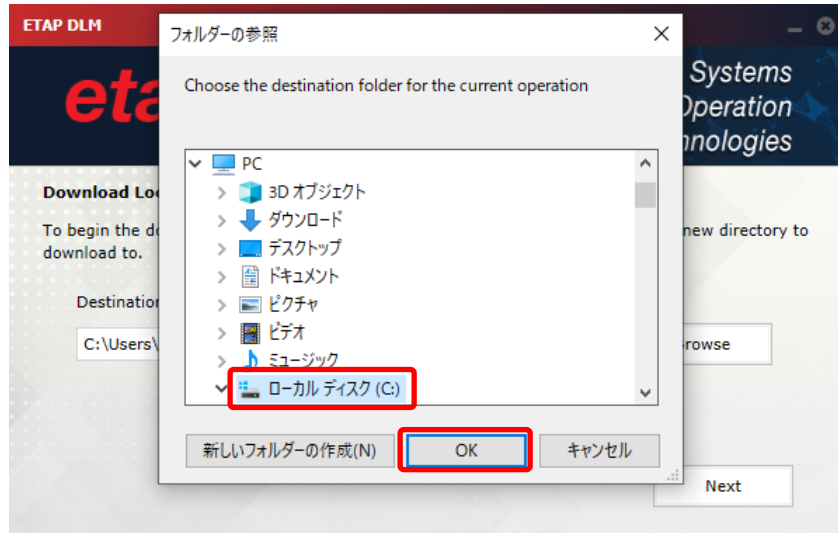 ETAP DLM
フォルダーの参照
Choose the destination folder for the current operation
Systems
Operation
PC
3D オブジェクト
ダウンロード
デスクトップ
ドキュメント
ピクチャ
ビデオ
ミュージック
ローカル ディスク (C:)
Download
To begin the
new directory to
download to.
Destination
C:\Users\
新しいフォルダーの作成(N)
OK
キャンセル
Next